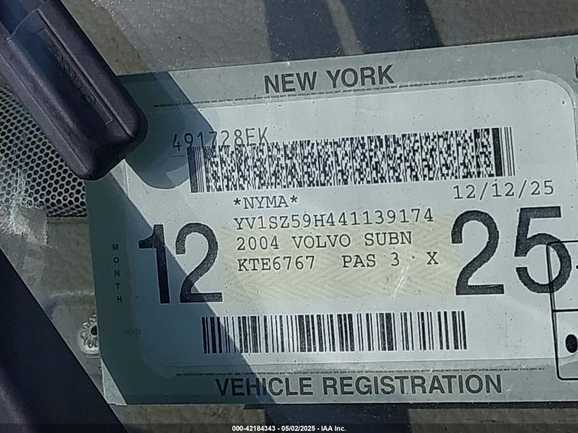 NEW YORK
491728EK
*NYMA* 12/12/25
YV1SZ59H441139174
2004 VOLVO SUBN
KTE6767 PAS 3 X
12 25
MONTH
VEHICLE REGISTRATION
000-42184343 - 05/02/2025 - IAA Inc.